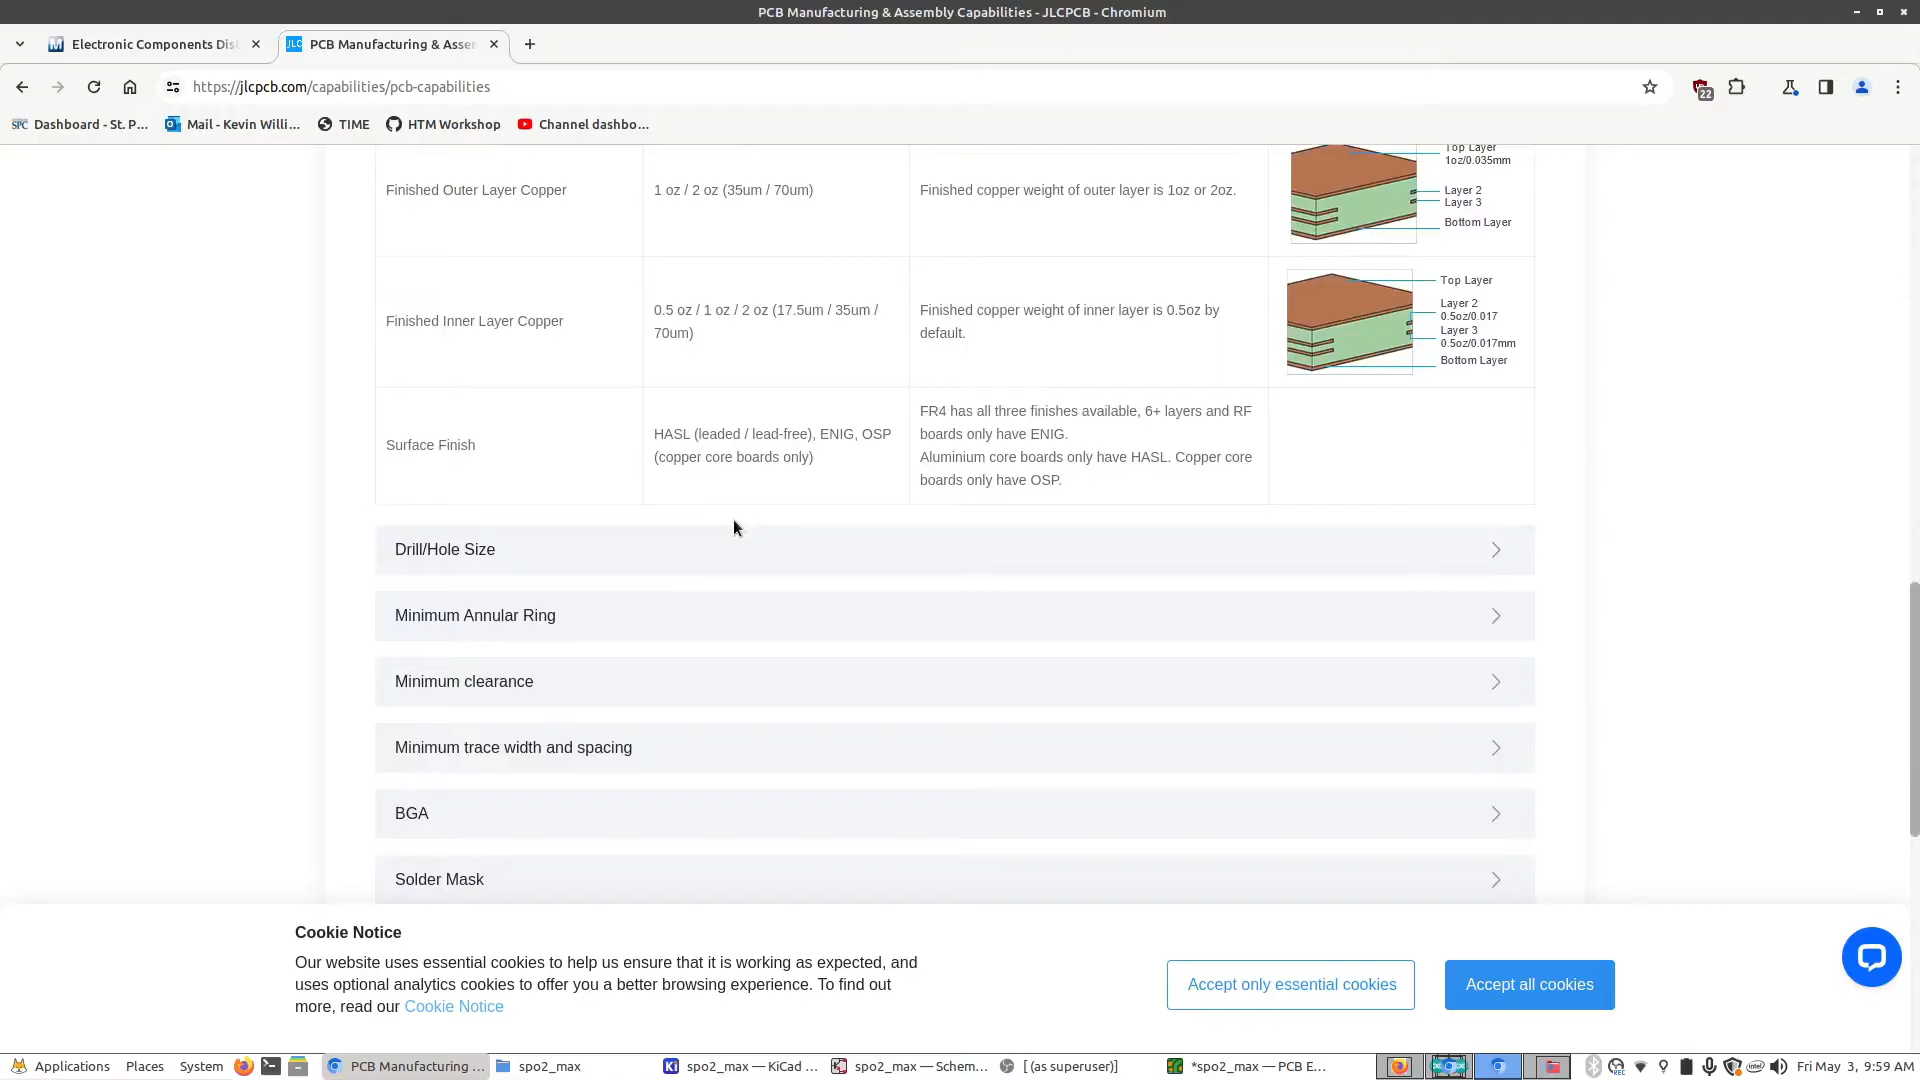 PCB Manufacturing & Assembly Capabilities - JLCPCB - Chromium
Electronic Components Dis
JLC PCB Manufacturing & Assem
https://jlcpcb.com/capabilities/pcb-capabilities
22
SPC Dashboard - St. P...
Mail - Kevin Willi...
TIME
HTM Workshop
Channel dashbo...
Finished Outer Layer Copper
1 oz / 2 oz (35um / 70um)
Finished copper weight of outer layer is 1oz or 2oz.
Top Layer
1oz/0.035mm
Layer 2
Layer 3
Bottom Layer
Finished Inner Layer Copper
0.5 oz / 1 oz / 2 oz (17.5um / 35um /
70um)
Finished copper weight of inner layer is 0.5oz by
default.
Top Layer
Layer 2
0.5oz/0.017
Layer 3
0.5oz/0.017mm
Bottom Layer
Surface Finish
HASL (leaded / lead-free), ENIG, OSP
(copper core boards only)
FR4 has all three finishes available, 6+ layers and RF
boards only have ENIG.
Aluminium core boards only have HASL. Copper core
boards only have OSP.
Drill/Hole Size
Minimum Annular Ring
Minimum clearance
Minimum trace width and spacing
BGA
Solder Mask
Cookie Notice
Our website uses essential cookies to help us ensure that it is working as expected, and
uses optional analytics cookies to offer you a better browsing experience. To find out
more, read our Cookie Notice
Accept only essential cookies
Accept all cookies
Applications
Places
System
PCB Manufacturing ...
spo2_max
Ki spo2_max — KiCad ...
spo2_max — Schem...
[ (as superuser)]
*spo2_max — PCB E...
Fri May 3, 9:59 AM